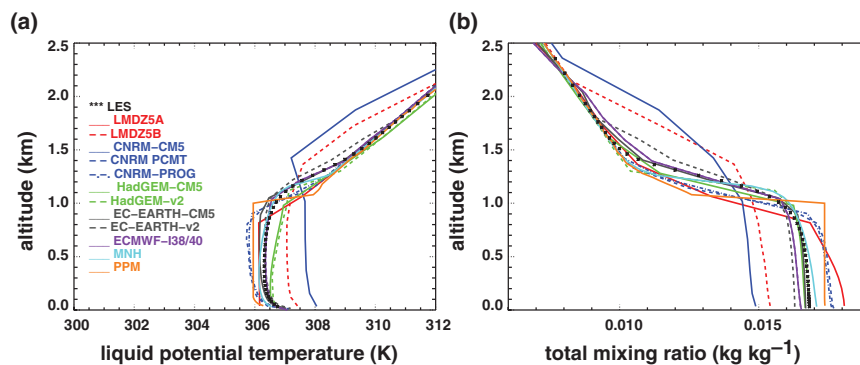 (a)
2.5
2.0
1.5
1.0
0.5
0.0
altitude (km)
*** LES
LMDZ5A
LMDZ5B
CNRM-CM5
CNRM PCMT
CNRM-PROG
HadGEM-CM5
HadGEM-v2
EC-EARTH-CM5
EC-EARTH-v2
ECMWF-I38/40
MNH
PPM
300 302 304 306 308 310 312
liquid potential temperature (K)
(b)
2.5
2.0
1.5
1.0
0.5
0.0
altitude (km)
0.010 0.015
total mixing ratio (kg kg−1)